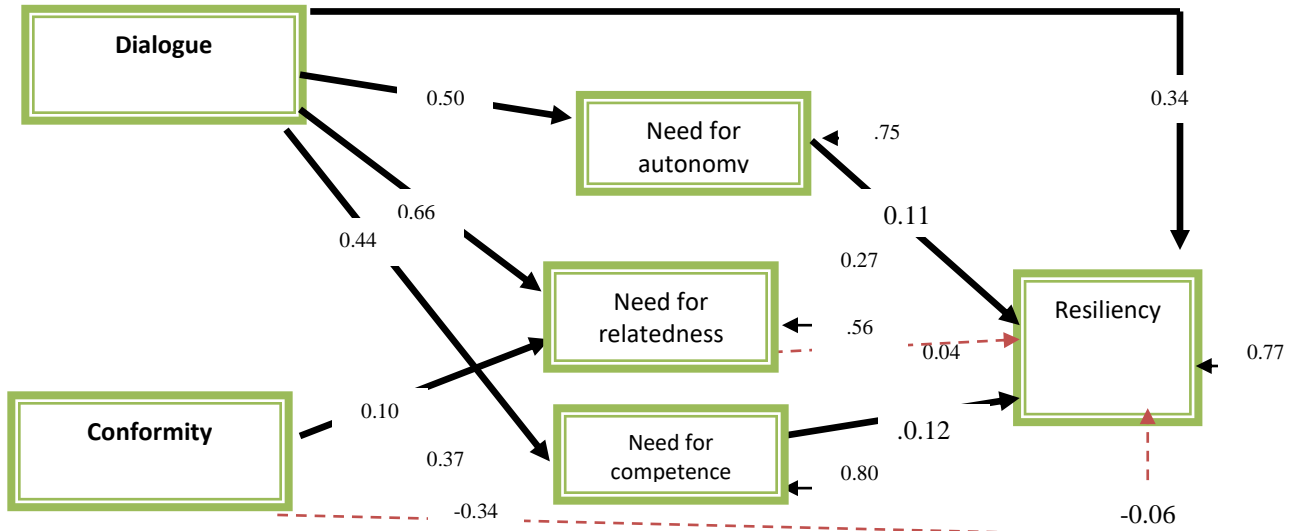 Dialogue
0.50
0.34
Need for
autonomy
.75
0.66
0.11
0.44
0.27
Need for
relatedness
.56
0.04
Resiliency
0.77
0.10
Conformity
.0.12
Need for
competence
0.37
0.80
-0.34
-0.06